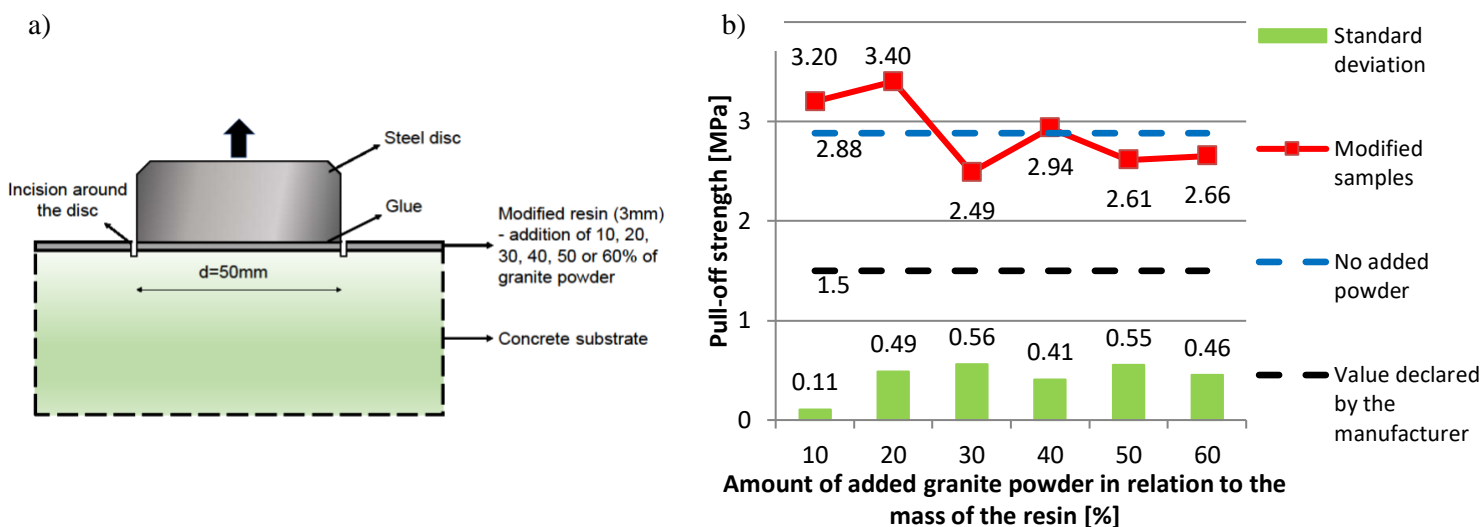 a)
Steel disc
Incision around
the disc
Glue
Modified resin (3mm)
- addition of 10, 20,
30, 40, 50 or 60% of
granite powder
d=50mm
Concrete substrate
b)
Pull-off strength [MPa]
3
2
1
0
3.20
3.40
2.88
2.49
2.94
2.61
2.66
1.5
0.11
0.49
0.56
0.41
0.55
0.46
10
20
30
40
50
60
Amount of added granite powder in relation to the
mass of the resin [%]
Standard
deviation
Modified
samples
No added
powder
Value declared
by the
manufacturer